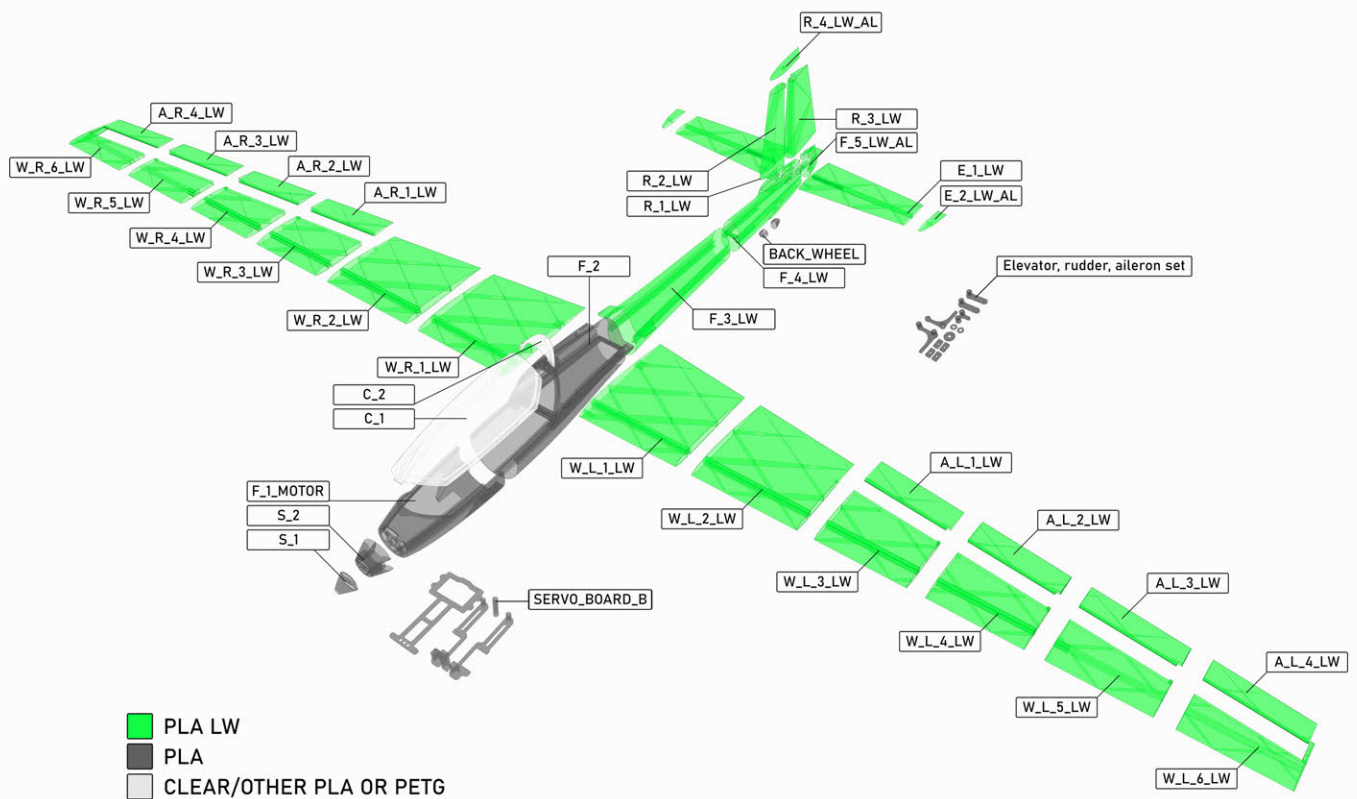 R_4_LW_AL
A_R_4_LW
A_R_3_LW
R_3_LW
F_5_LW_AL
W_R_6_LW
A_R_2_LW
R_2_LW
E_1_LW
A_R_1_LW
E_2_LW_AL
W_R_5_LW
R_1_LW
W_R_4_LW
BACK_WHEEL
F_2
Elevator, rudder, aileron set
W_R_3_LW
F_4_LW
W_R_2_LW
F_3_LW
W_R_1_LW
C_2
C_1
W_L_1_LW
A_L_1_LW
F_1_MOTOR
S_2
W_L_2_LW
A_L_2_LW
S_1
W_L_3_LW
A_L_3_LW
SERVO_BOARD_B
W_L_4_LW
A_L_4_LW
W_L_5_LW
W_L_6_LW
PLA LW
PLA
CLEAR/OTHER PLA OR PETG